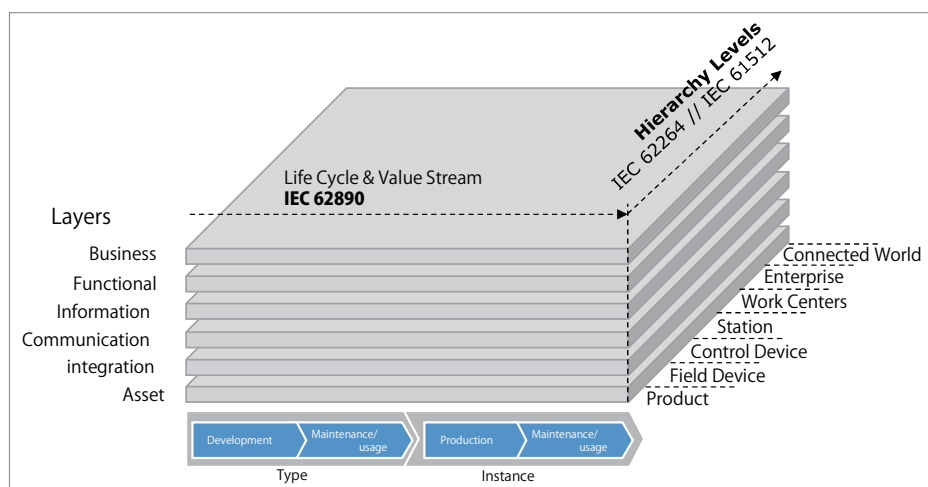 Hierarchy Levels
IEC 62264 // IEC 61512
Life Cycle & Value Stream
IEC 62890
Layers
Business
Functional
Information
Communication
integration
Asset
Connected World
Enterprise
Work Centers
Station
Control Device
Field Device
Product
Development
Maintenance/
usage
Production
Maintenance/
usage
Type
Instance